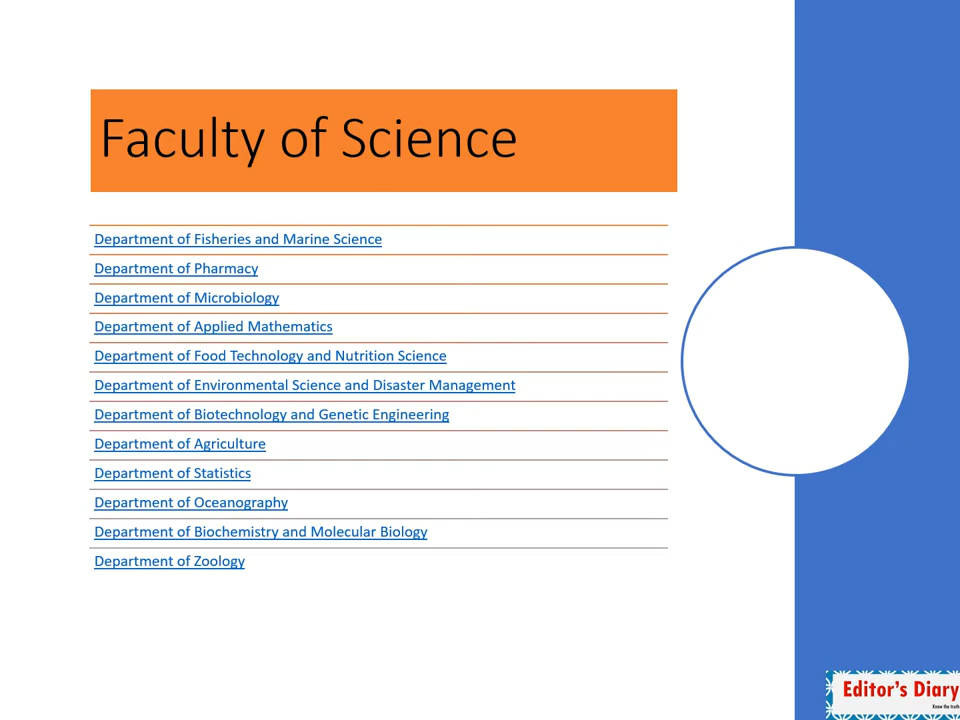 Faculty of Science
Department of Fisheries and Marine Science
Department of Pharmacy
Department of Microbiology
Department of Applied Mathematics
Department of Food Technology and Nutrition Science
Department of Environmental Science and Disaster Management
Department of Biotechnology and Genetic Engineering
Department of Agriculture
Department of Statistics
Department of Oceanography
Department of Biochemistry and Molecular Biology
Department of Zoology
Editor's Diary
Know the truth